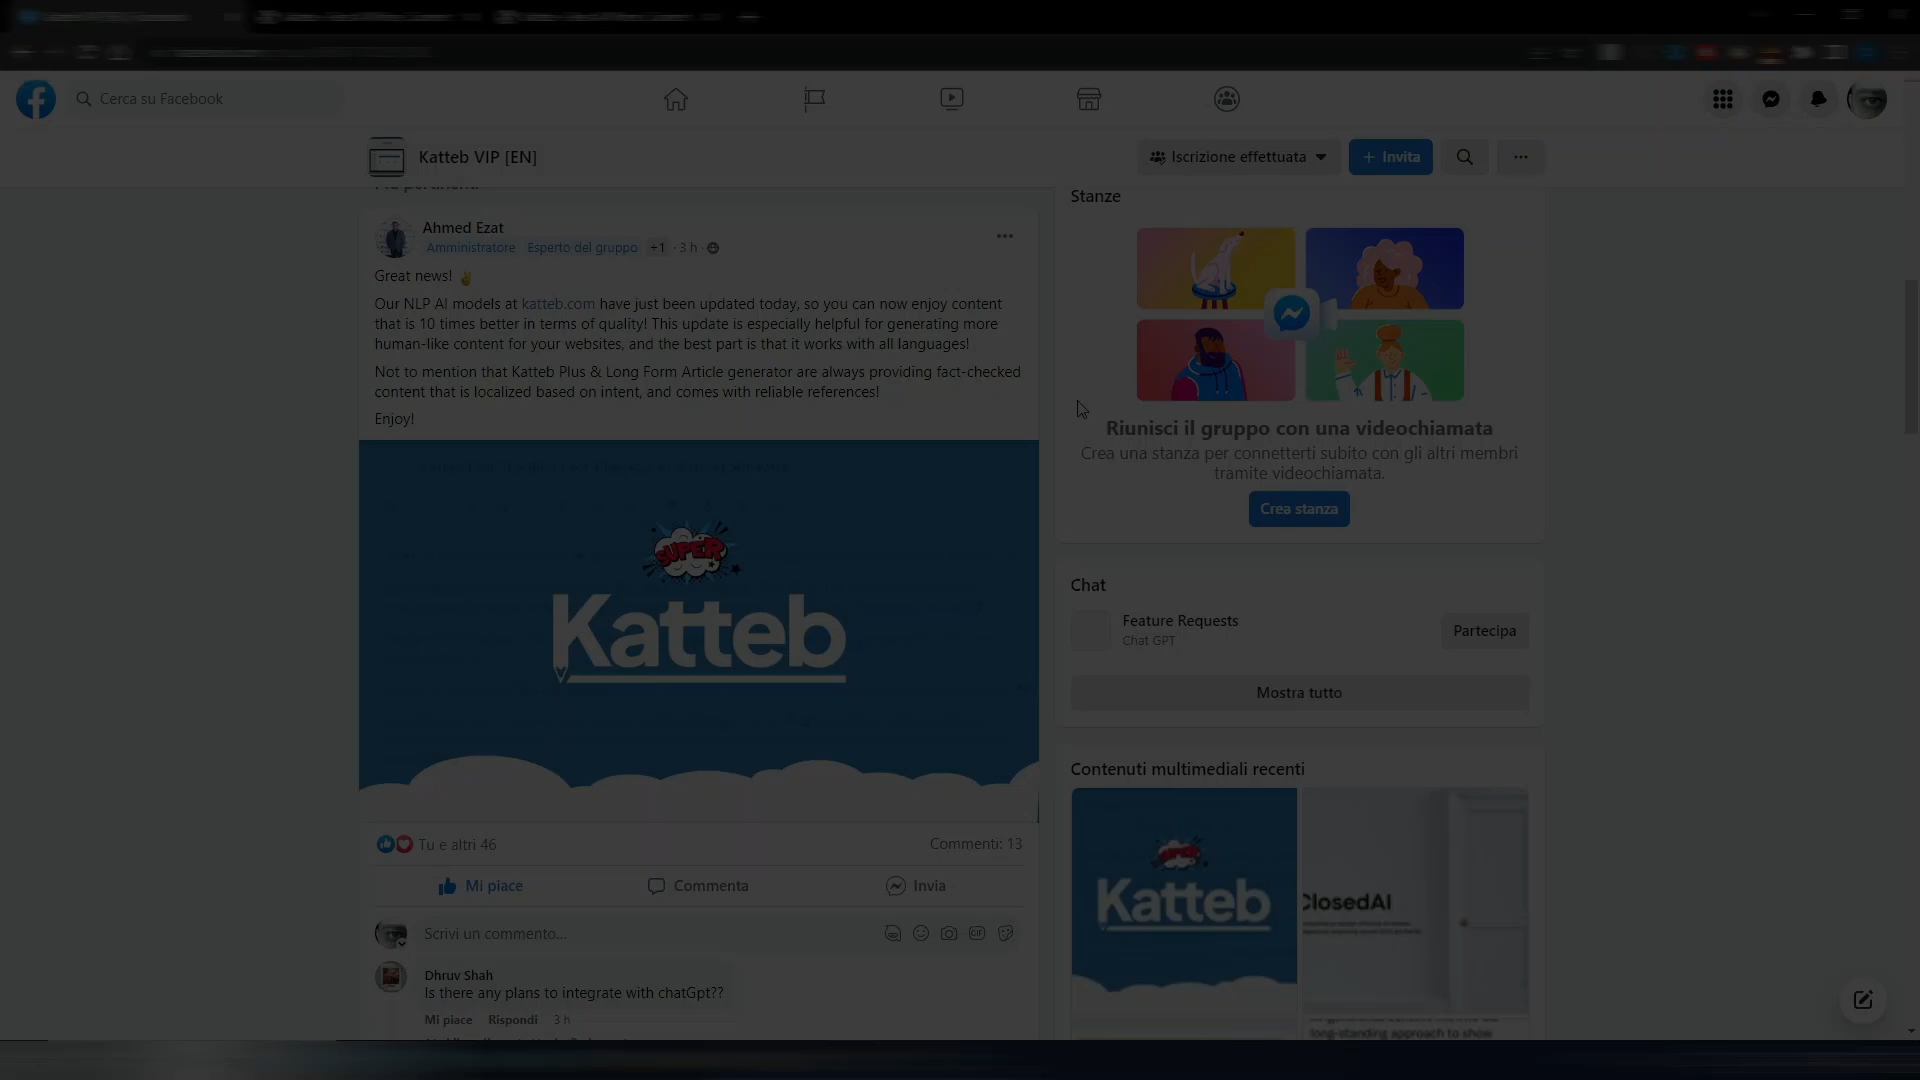 Cerca su Facebook
Katteb VIP [EN]
Iscrizione effettuata
+ Invita
Ahmed Ezat
Amministratore Esperto del gruppo +1 · 3 h ·
Great news! ✌
Our NLP AI models at katteb.com have just been updated today, so you can now enjoy content
that is 10 times better in terms of quality! This update is especially helpful for generating more
human-like content for your websites, and the best part is that it works with all languages!
Not to mention that Katteb Plus & Long Form Article generator are always providing fact-checked
content that is localized based on intent, and comes with reliable references!
Enjoy!
SUPER
Katteb
Tu e altri 46
Commenti: 13
Mi piace
Commenta
Invia
Scrivi un commento...
GIF
Dhruv Shah
Is there any plans to integrate with chatGpt??
Mi piace Rispondi 3 h
Stanze
Riunisci il gruppo con una videochiamata
Crea una stanza per connetterti subito con gli altri membri
tramite videochiamata.
Crea stanza
Chat
Feature Requests
Chat GPT
Partecipa
Mostra tutto
Contenuti multimediali recenti
Katteb
ClosedAI
long-standing approach to show